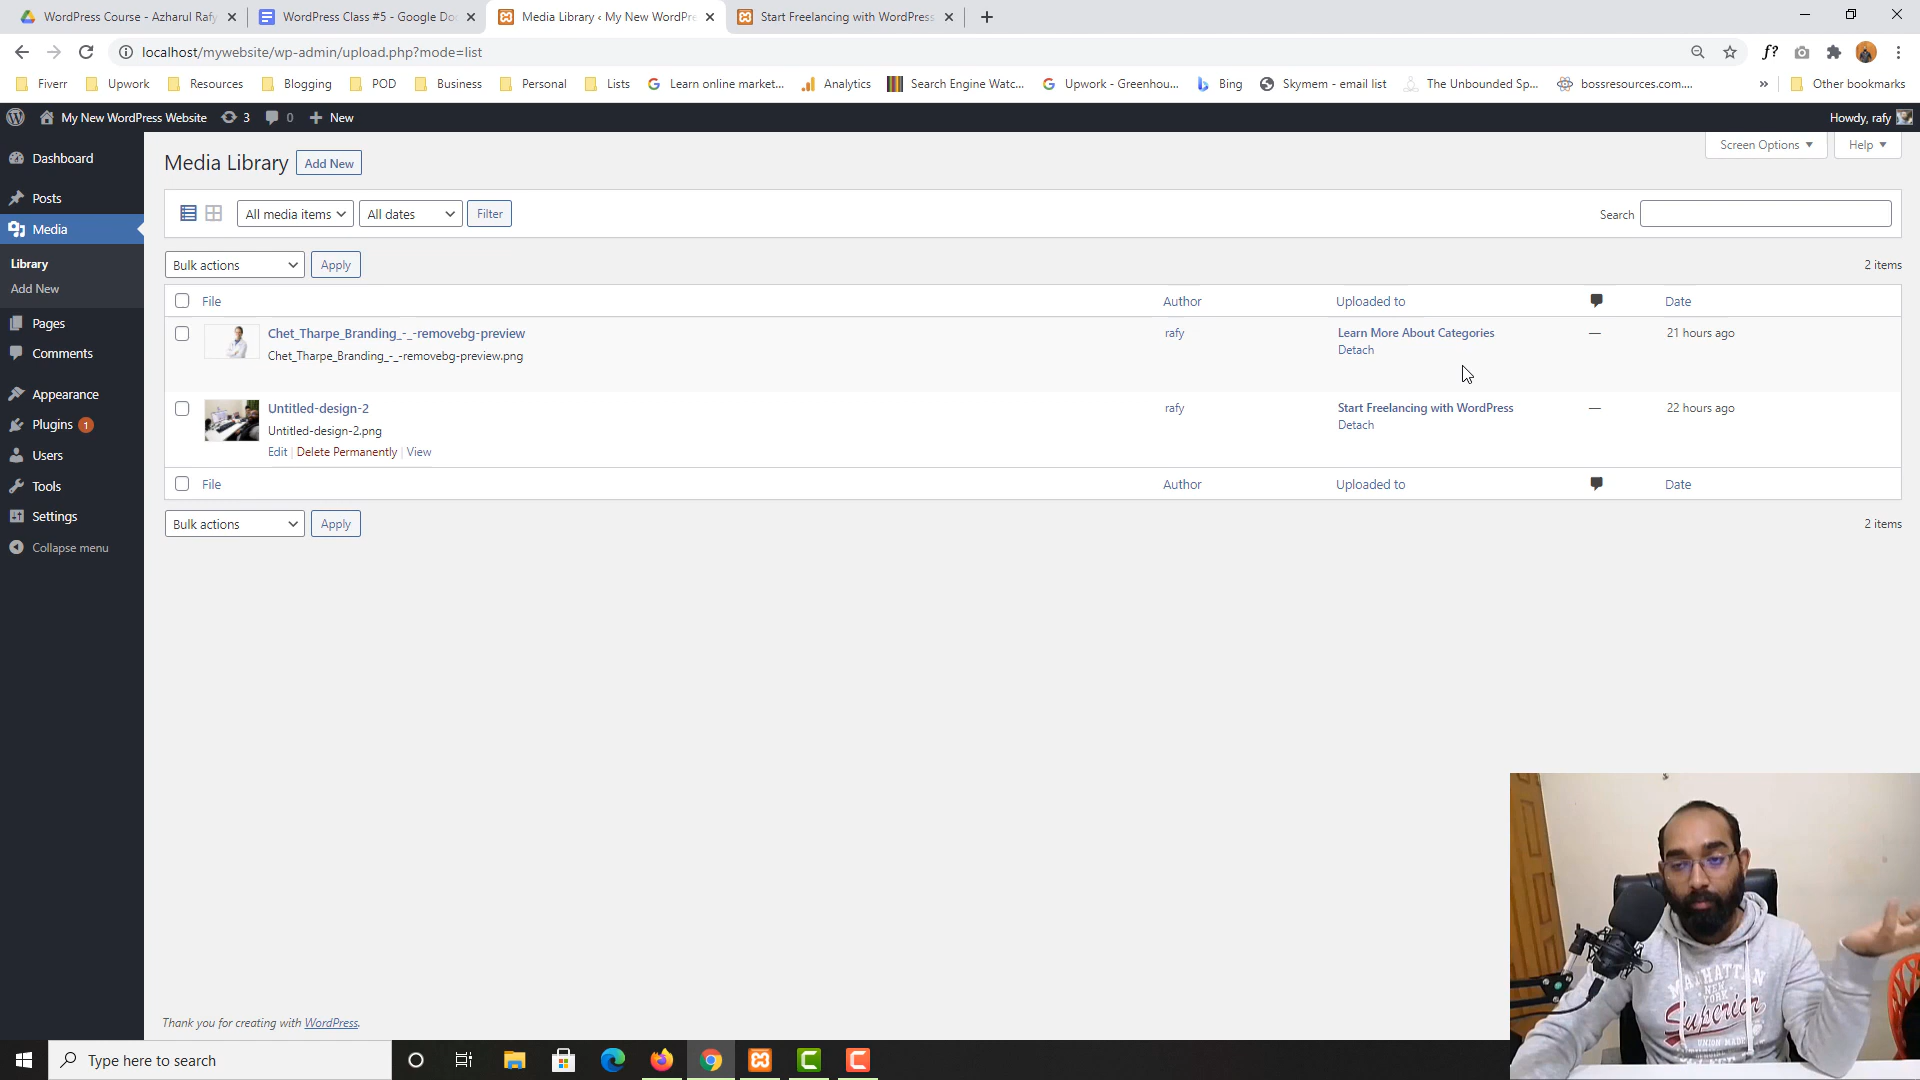 WordPress Course - Azharul Rafy
WordPress Class #5 - Google Do
Media Library ‹ My New WordPre
Start Freelancing with WordPress
localhost/mywebsite/wp-admin/upload.php?mode=list
f?
Fiverr
Upwork
Resources
Blogging
POD
Business
Personal
Lists
Learn online market...
Analytics
Search Engine Watc...
Upwork - Greenhou...
Bing
Skymem - email list
The Unbounded Sp...
bossresources.com....
»
Other bookmarks
My New WordPress Website
3
0
New
Howdy, rafy
Dashboard
Posts
Media
Library
Add New
Pages
Comments
Appearance
Plugins 1
Users
Tools
Settings
Collapse menu
Media Library
Add New
Screen Options
Help
All media items
All dates
Filter
Search
Bulk actions
Apply
2 items
File
Author
Uploaded to
Date
Chet_Tharpe_Branding_-_-removebg-preview
Chet_Tharpe_Branding_-_-removebg-preview.png
rafy
Learn More About Categories
Detach
—
21 hours ago
Untitled-design-2
Untitled-design-2.png
Edit | Delete Permanently | View
rafy
Start Freelancing with WordPress
Detach
—
22 hours ago
File
Author
Uploaded to
Date
Bulk actions
Apply
2 items
Thank you for creating with WordPress.
MANHATTAN
NEW
YORK
Superior
UNION MADE
Type here to search